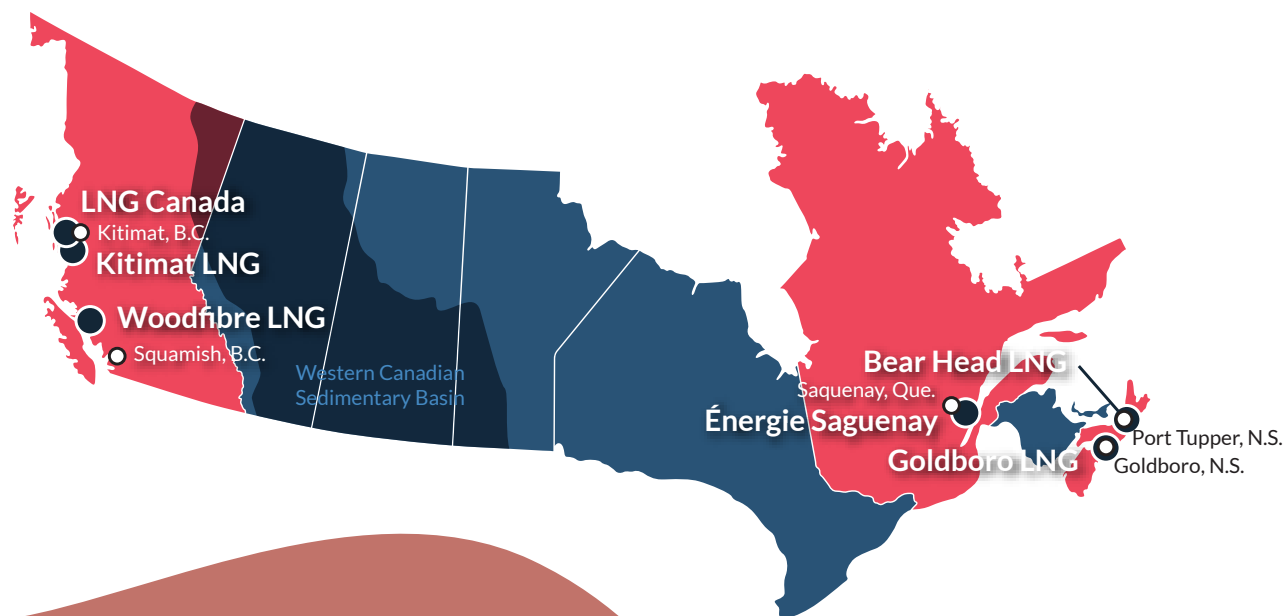 LNG Canada
Kitimat, B.C.
Kitimat LNG
Woodfibre LNG
Squamish, B.C.
Western Canadian
Sedimentary Basin
Bear Head LNG
Saquenay, Que.
Énergie Saguenay
Goldboro LNG
Port Tupper, N.S.
Goldboro, N.S.